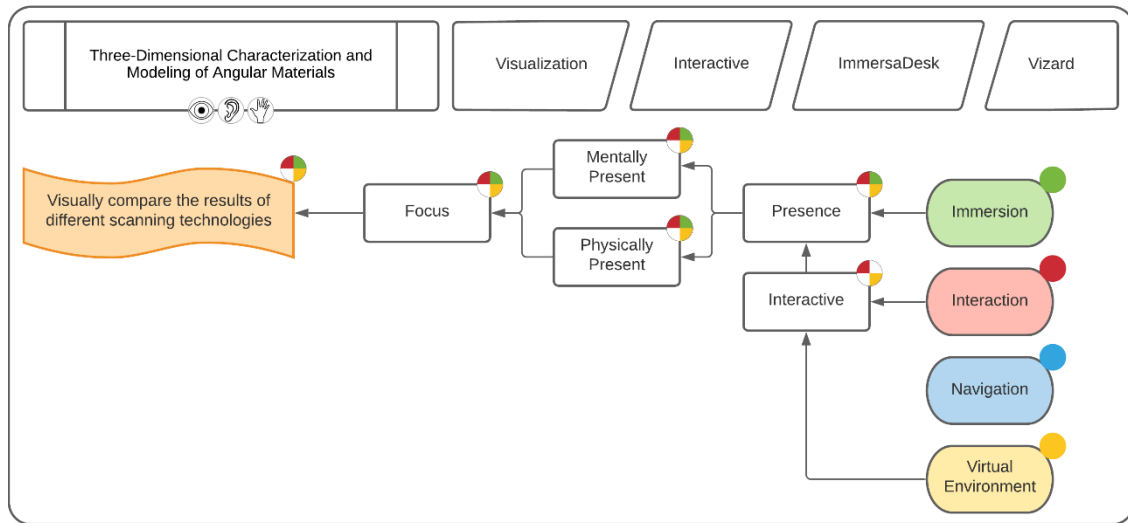 Three-Dimensional Characterization and
Modeling of Angular Materials
Visualization
Interactive
ImmersaDesk
Vizard
Visually compare the results of
different scanning technologies
Focus
Mentally
Present
Physically
Present
Presence
Interactive
Immersion
Interaction
Navigation
Virtual
Environment